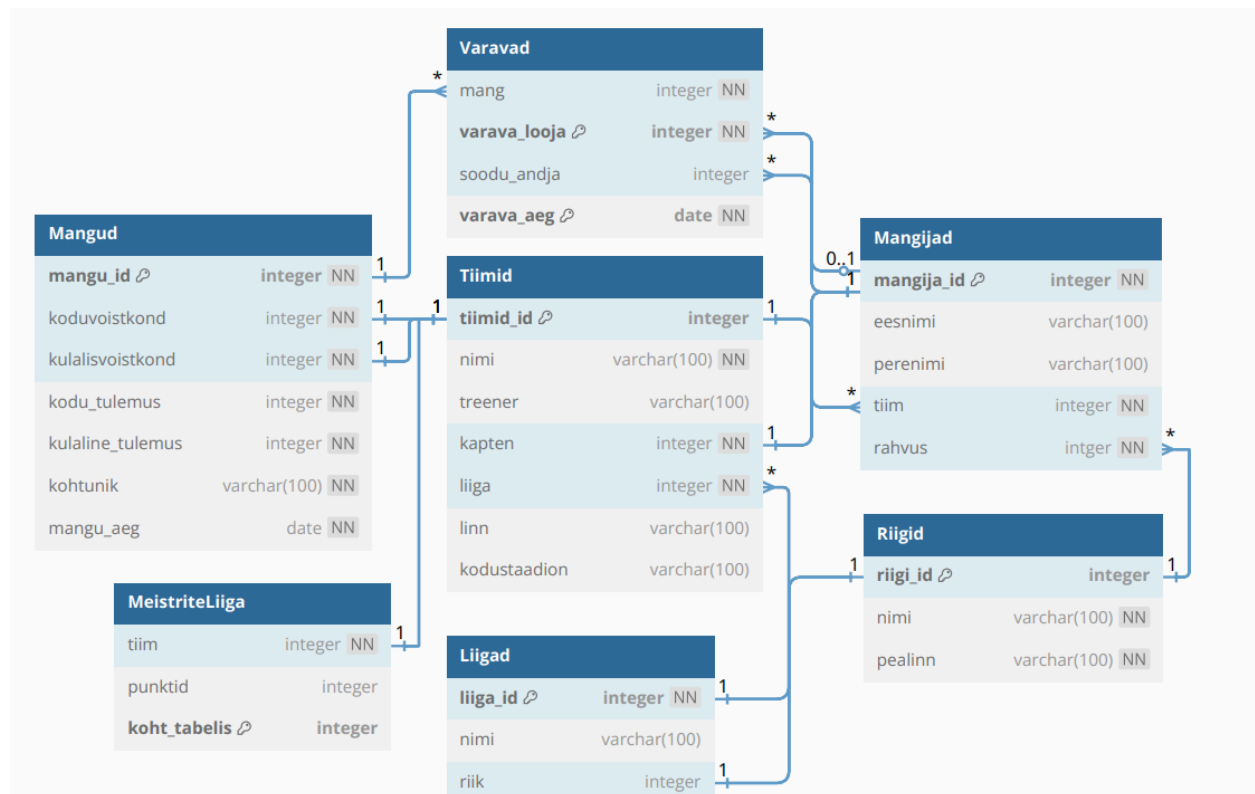 Varavad
mang integer NN
varava_looja integer NN
soodu_andja integer
varava_aeg date NN
Mangud
mangu_id integer NN
koduvoistkond integer NN
kulalisvoistkond integer NN
kodu_tulemus integer NN
kulaline_tulemus integer NN
kohtunik varchar(100) NN
mangu_aeg date NN
Tiimid
tiimid_id integer
nimi varchar(100) NN
treener varchar(100)
kapten integer NN
liiga integer NN
linn varchar(100)
kodustaadion varchar(100)
Mangijad
mangija_id integer NN
eesnimi varchar(100)
perenimi varchar(100)
tiim integer NN
rahvus intger NN
Riigid
riigi_id integer
nimi varchar(100) NN
pealinn varchar(100) NN
MeistriteLiiga
tiim integer NN
punktid integer
koht_tabelis integer
Liigad
liiga_id integer NN
nimi varchar(100)
riik integer
*
*
*
1
1
1
1
1
0..1
1
*
1
*
*
1
1
1
1
1